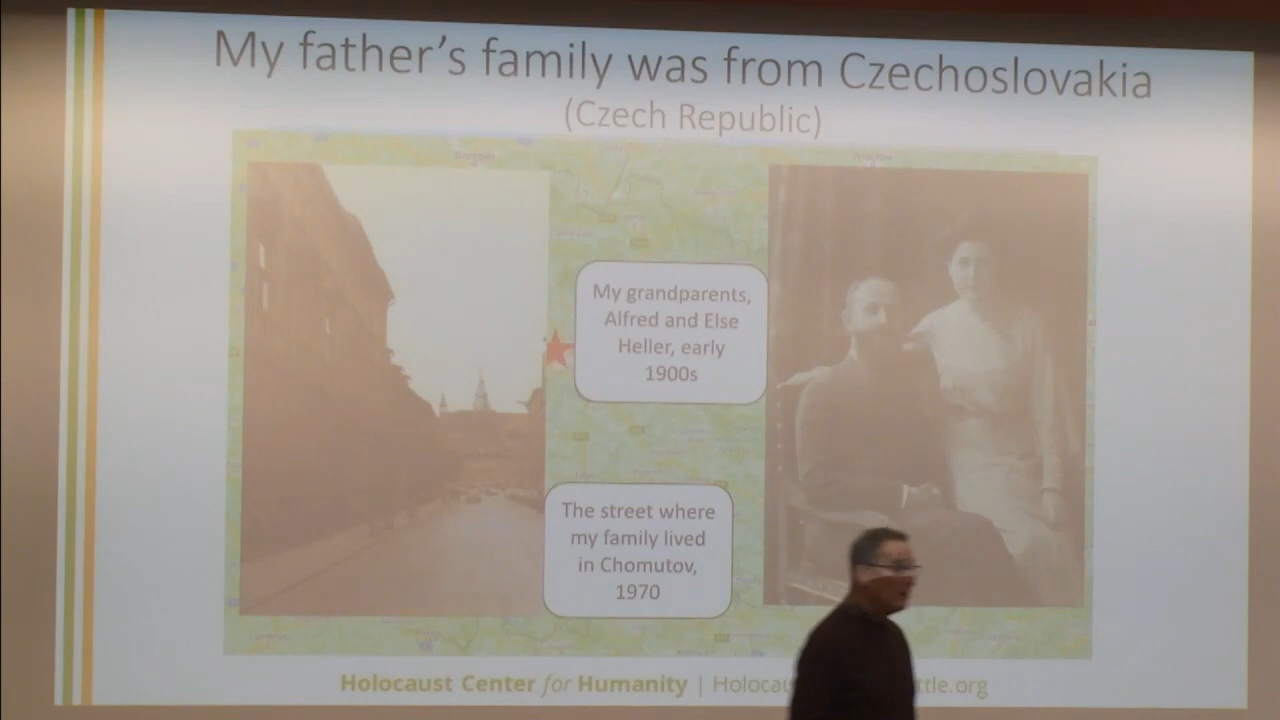 My father's family was from Czechoslovakia
(Czech Republic)
My grandparents,
Alfred and Else
Heller, early
1900s
The street where
my family lived
in Chomutov,
1970
Holocaust Center for Humanity | Holocau ttle.org